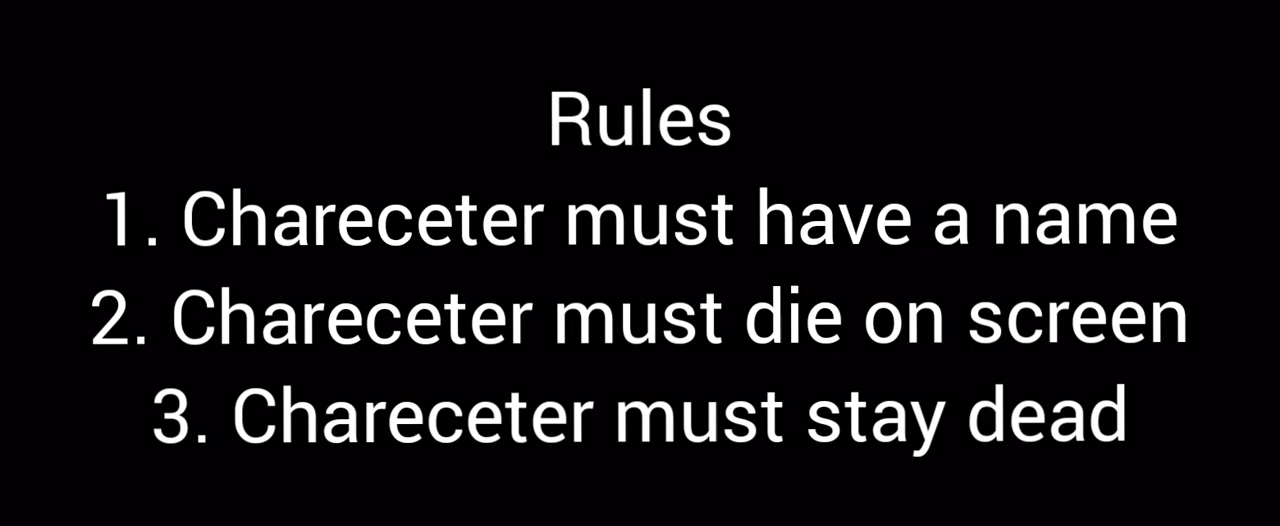 Rules
1. Chareceter must have a name
2. Chareceter must die on screen
3. Chareceter must stay dead